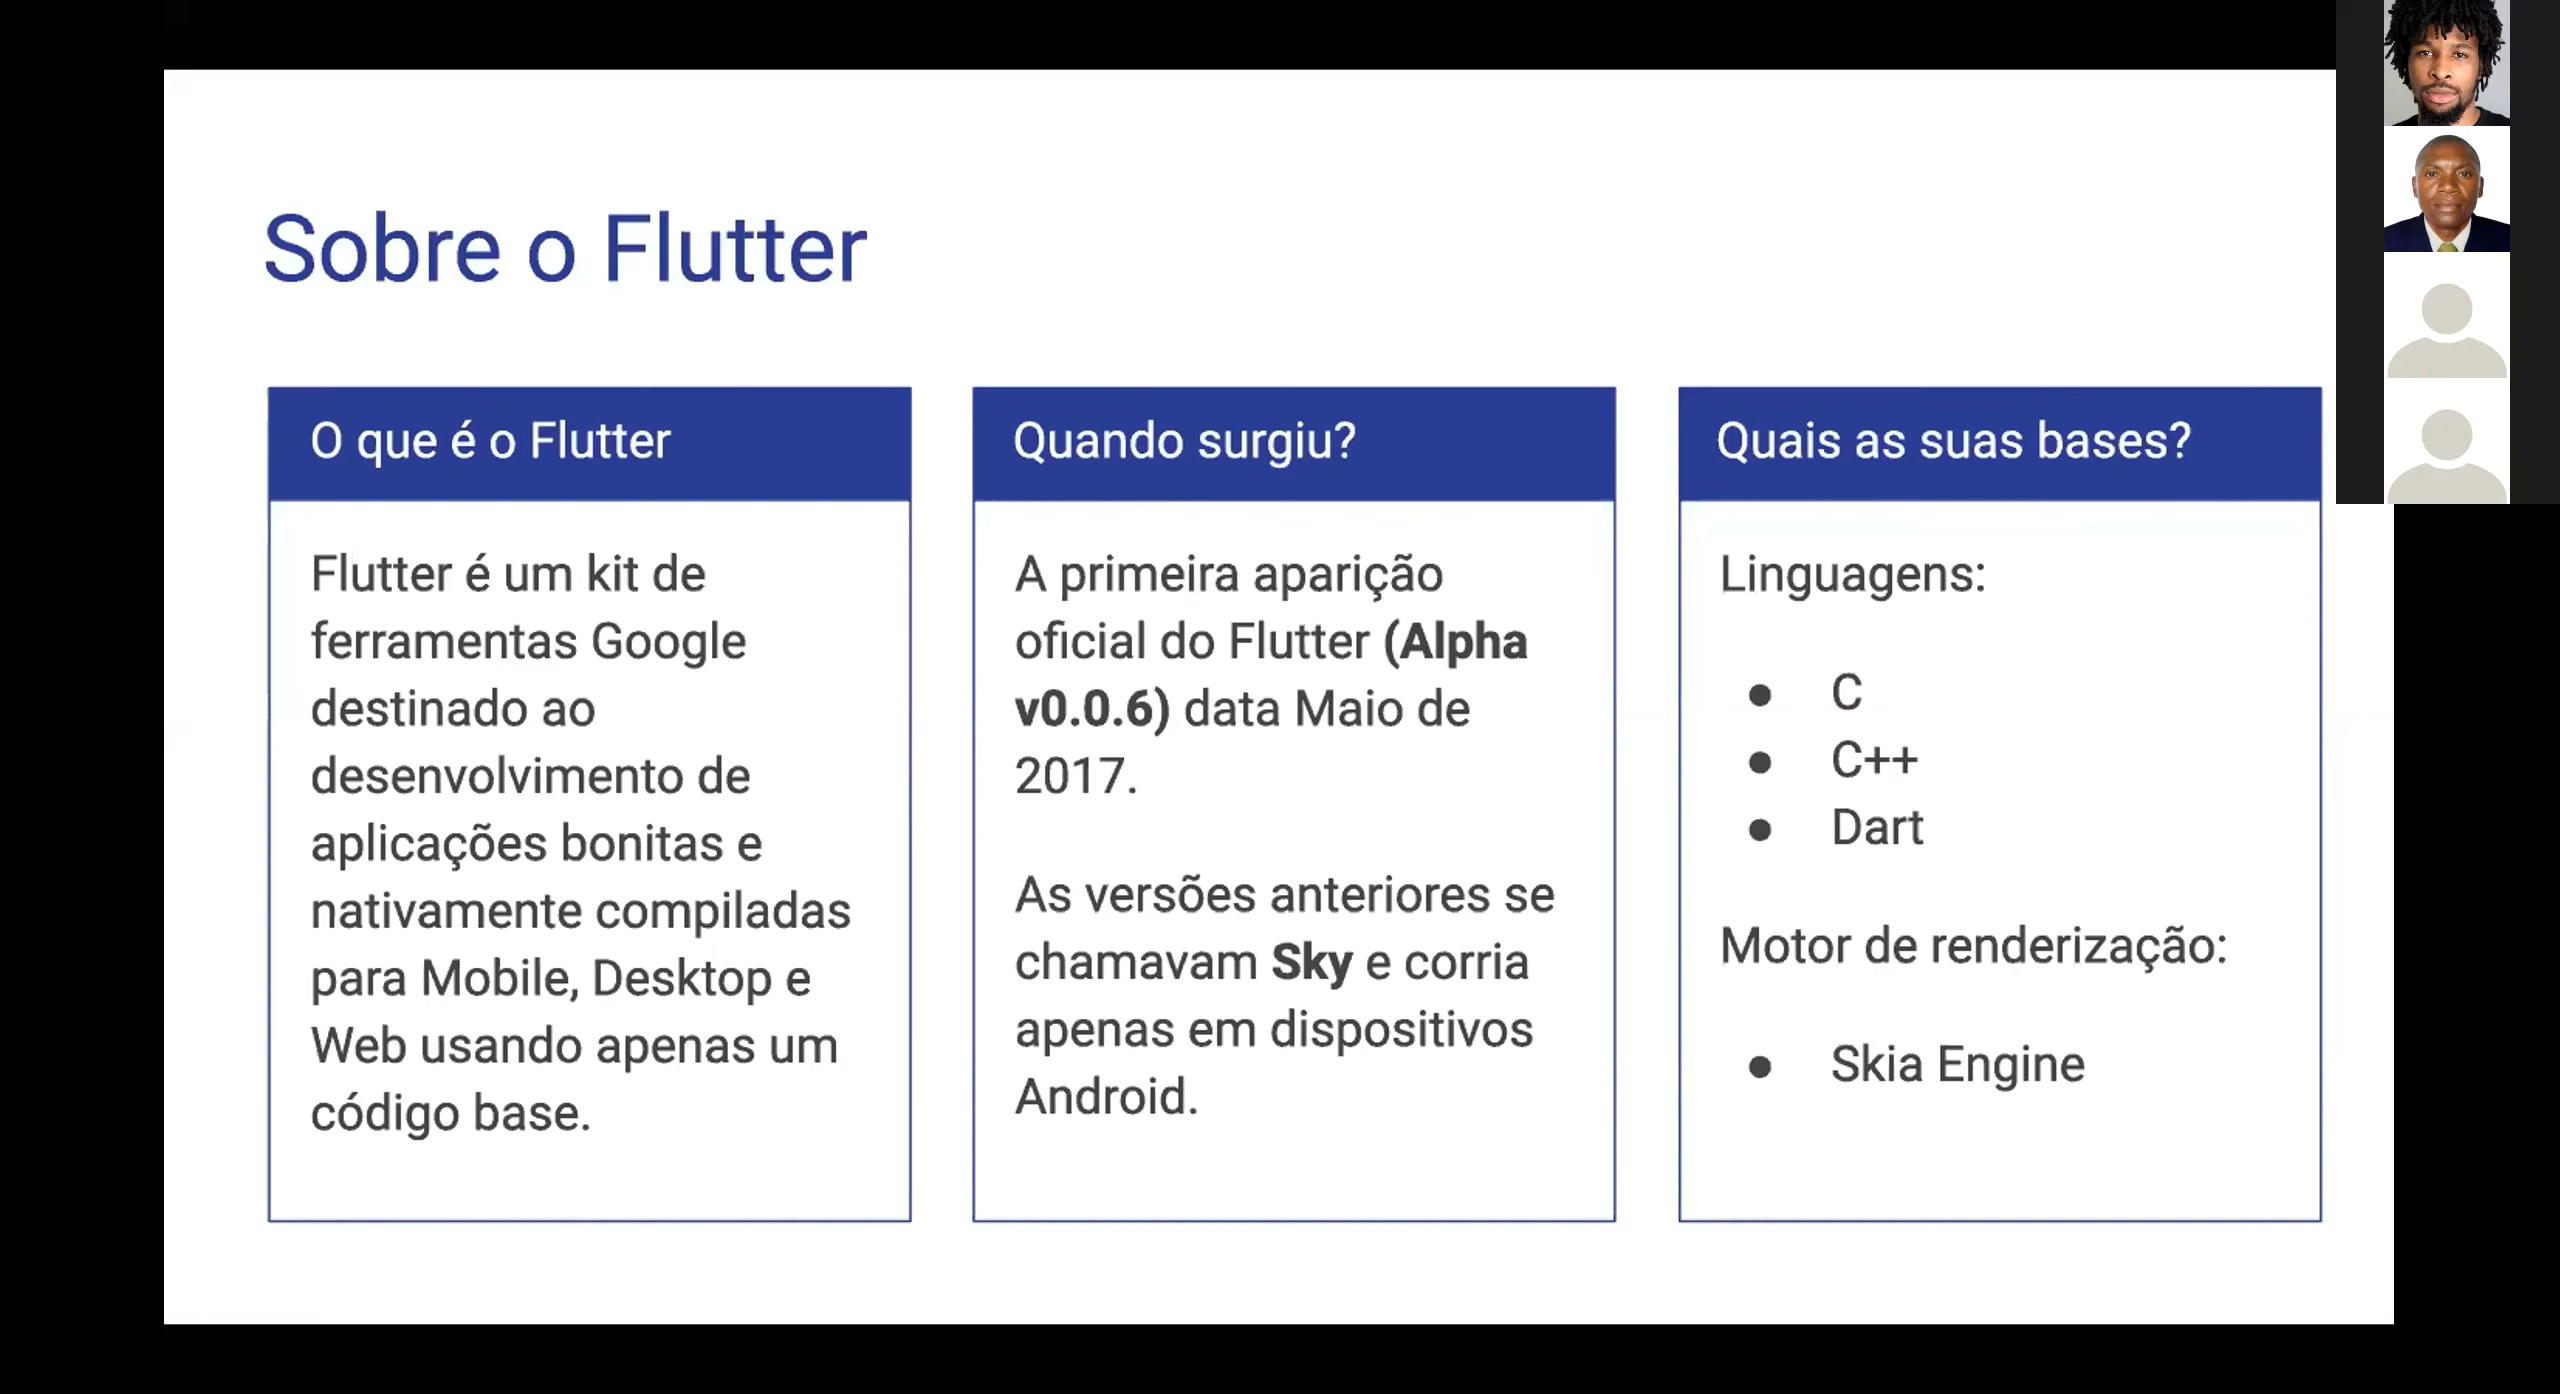 Sobre o Flutter
O que é o Flutter
Flutter é um kit de
ferramentas Google
destinado ao
desenvolvimento de
aplicações bonitas e
nativamente compiladas
para Mobile, Desktop e
Web usando apenas um
código base.
Quando surgiu?
A primeira aparição
oficial do Flutter (Alpha
v0.0.6) data Maio de
2017.
As versões anteriores se
chamavam Sky e corria
apenas em dispositivos
Android.
Quais as suas bases?
Linguagens:
● C
● C++
● Dart
Motor de renderização:
● Skia Engine